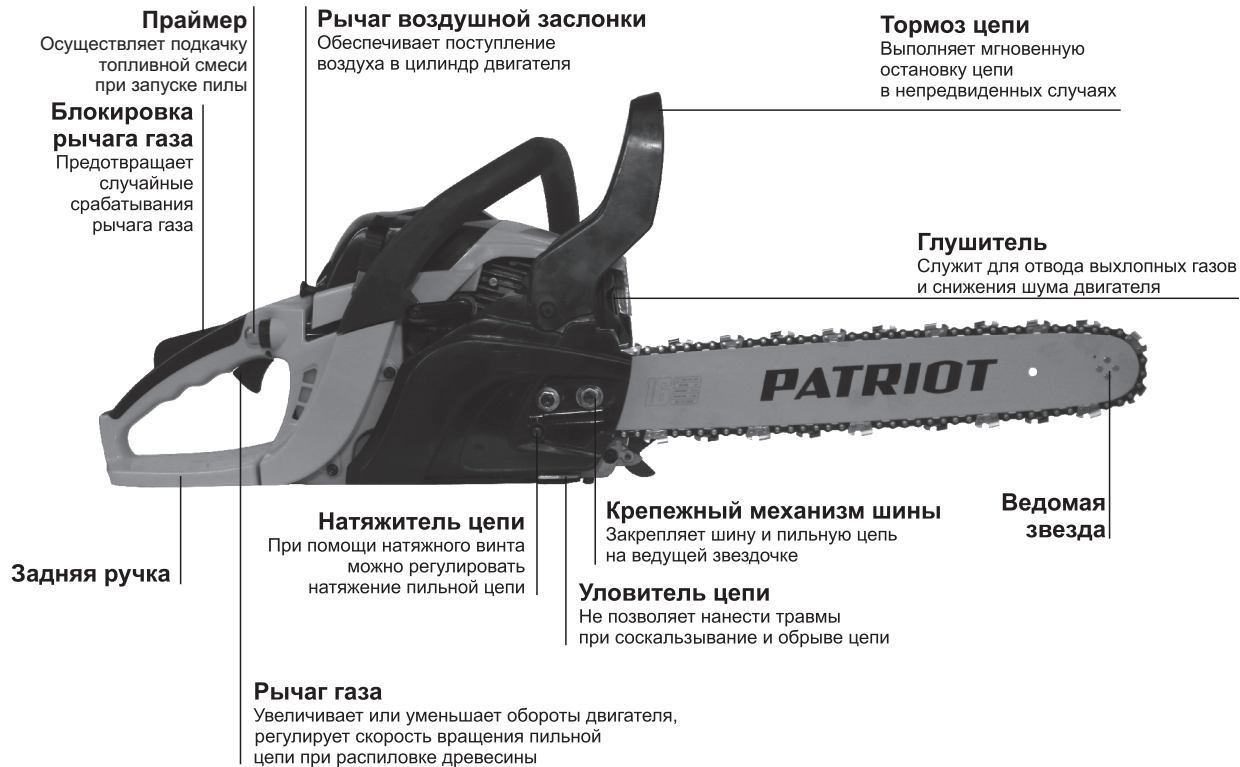 Праймер
Осуществляет подкачку
топливной смеси
при запуске пилы
Рычаг воздушной заслонки
Обеспечивает поступление
воздуха в цилиндр двигателя
Тормоз цепи
Выполняет мгновенную
остановку цепи
в непредвиденных случаях
Блокировка
рычага газа
Предотвращает
случайные
срабатывания
рычага газа
Глушитель
Служит для отвода выхлопных газов
и снижения шума двигателя
PATRIOT
16
Натяжитель цепи
При помощи натяжного винта
можно регулировать
натяжение пильной цепи
Крепежный механизм шины
Закрепляет шину и пильную цепь
на ведущей звездочке
Ведомая
звезда
Задняя ручка
Уловитель цепи
Не позволяет нанести травмы
при соскальзывание и обрыве цепи
Рычаг газа
Увеличивает или уменьшает обороты двигателя,
регулирует скорость вращения пильной
цепи при распиловке древесины